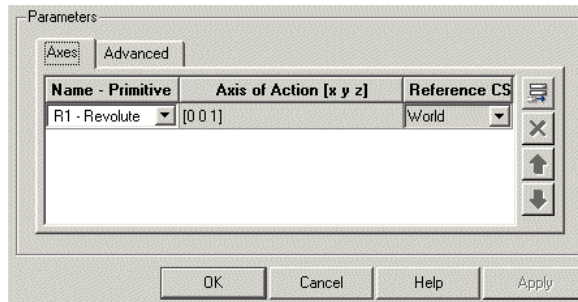 Parameters
Axes Advanced
Name - Primitive Axis of Action [x y z] Reference CS
R1 - Revolute [0 0 1] World
OK Cancel Help Apply